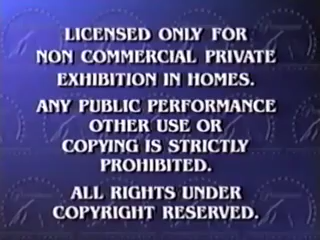 LICENSED ONLY FOR
NON COMMERCIAL PRIVATE
EXHIBITION IN HOMES.
ANY PUBLIC PERFORMANCE
OTHER USE OR
COPYING IS STRICTLY
PROHIBITED.
ALL RIGHTS UNDER
COPYRIGHT RESERVED.